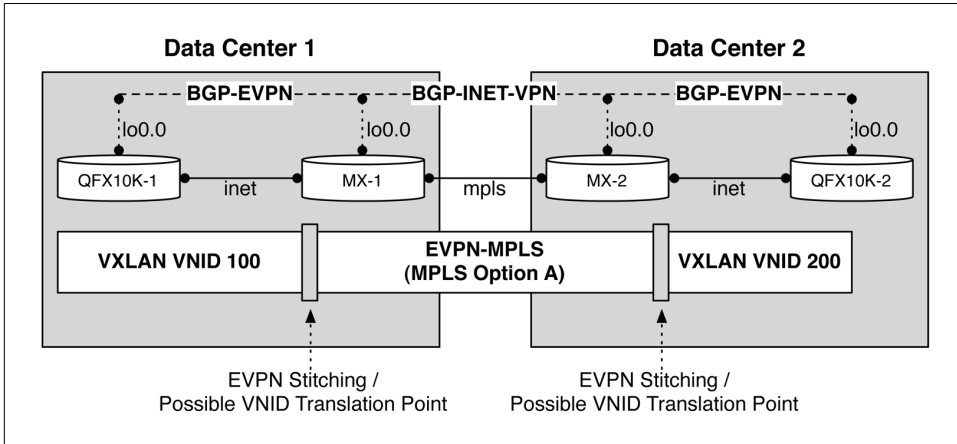 Data Center 1
Data Center 2
BGP-EVPN
BGP-INET-VPN
BGP-EVPN
lo0.0
lo0.0
lo0.0
lo0.0
QFX10K-1
inet
MX-1
mpls
MX-2
inet
QFX10K-2
VXLAN VNID 100
EVPN-MPLS
(MPLS Option A)
VXLAN VNID 200
EVPN Stitching /
Possible VNID Translation Point
EVPN Stitching /
Possible VNID Translation Point